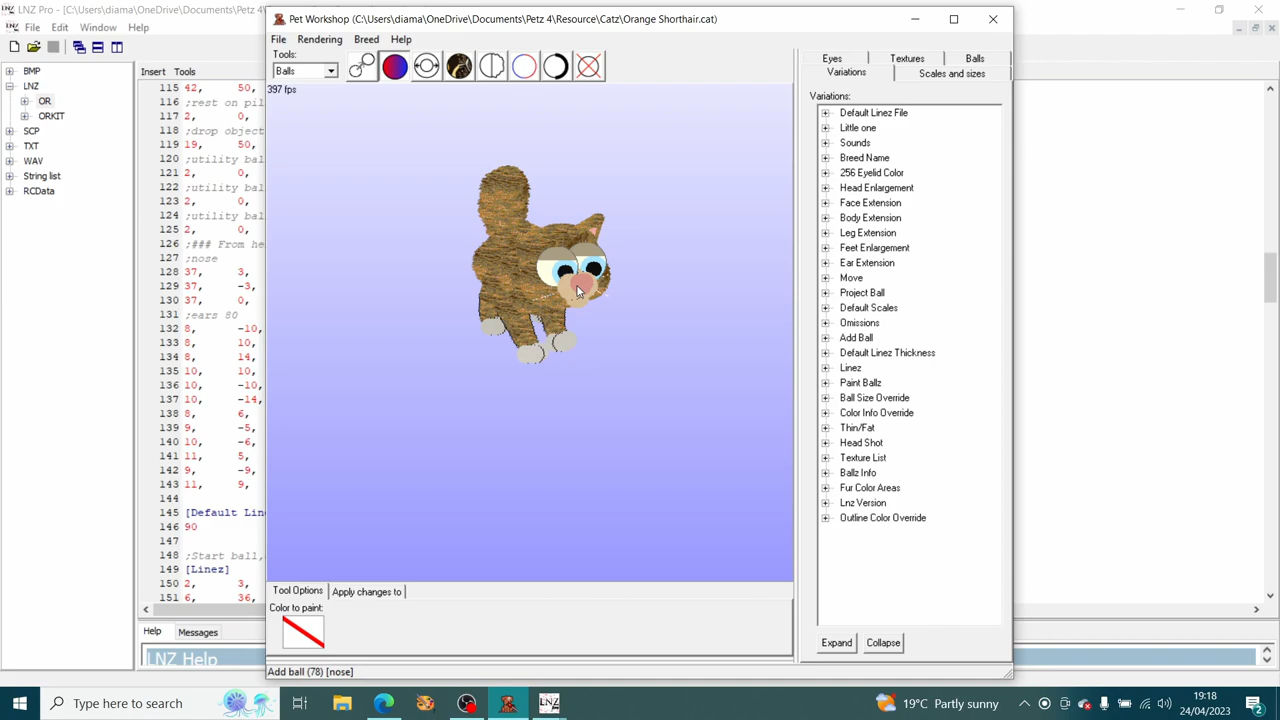 LNZ Pro - [C:\Users\diama\OneDrive\Documents\Petz
File Edit Window Help
BMP
LNZ
OR
ORKIT
SCP
TXT
WAV
String list
RCData
Insert Tools
115 42, 50,
116 ;rest on pil
117 2, 0,
118 ;drop object
119 19, 50,
120 ;utility bal
121 2, 0,
122 ;utility bal
123 2, 0,
124 ;utility bal
125 2, 0,
126 ;### From he
127 ;nose
128 37, 3,
129 37, -3,
130 37, 0,
131 ;ears 80
132 8, -10,
133 8, 10,
134 8, 14,
135 10, 10,
136 10, -10,
137 10, -14,
138 8, 6,
139 9, -5,
140 10, -6,
141 11, 5,
142 9, -9,
143 11, 9,
144
145 [Default Lin
146 90
147
148 ;Start ball,
149 [Linez]
150 2, 3,
151 6, 36,
Help Messages
LNZ Help
Pet Workshop (C:\Users\diama\OneDrive\Documents\Petz 4\Resource\Catz\Orange Shorthair.cat)
File Rendering Breed Help
Tools:
Balls
397 fps
Tool Options Apply changes to
Color to paint:
Add ball (78) [nose]
Eyes Textures Balls
Variations Scales and sizes
Variations:
Default Linez File
Little one
Sounds
Breed Name
256 Eyelid Color
Head Enlargement
Face Extension
Body Extension
Leg Extension
Feet Enlargement
Ear Extension
Move
Project Ball
Default Scales
Omissions
Add Ball
Default Linez Thickness
Linez
Paint Ballz
Ball Size Override
Color Info Override
Thin/Fat
Head Shot
Texture List
Ballz Info
Fur Color Areas
Lnz Version
Outline Color Override
Expand Collapse
Type here to search
LNZ
19°C Partly sunny
19:18
24/04/2023
2